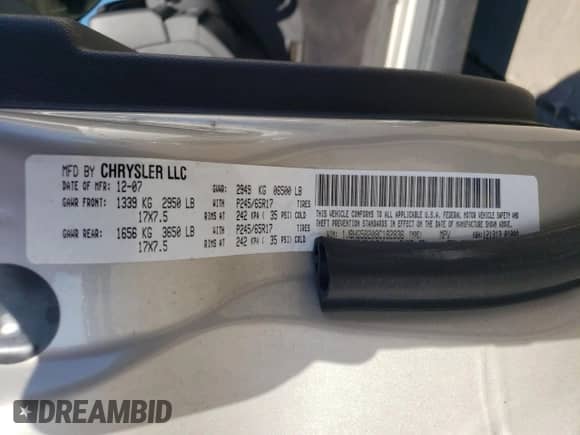 MFD BY CHRYSLER LLC
DATE OF MFR: 12-07 GVWR: 2949 KG 06500 LB
GAWR FRONT: 1339 KG 2950 LB WITH P245/65R17 TIRES
17X7.5 RIMS AT 242 KPA( 35 PSI) COLD
GAWR REAR: 1656 KG 3650 LB WITH P245/65R17 TIRES
17X7.5 RIMS AT 242 KPA( 35 PSI) COLD
THIS VEHICLE CONFORMS TO ALL APPLICABLE U.S.A. FEDERAL MOTOR VEHICLE SAFETY AND
THEFT PREVENTION STANDARDS IN EFFECT ON THE DATE OF MANUFACTURE SHOWN ABOVE.
MPV
DREAMBID